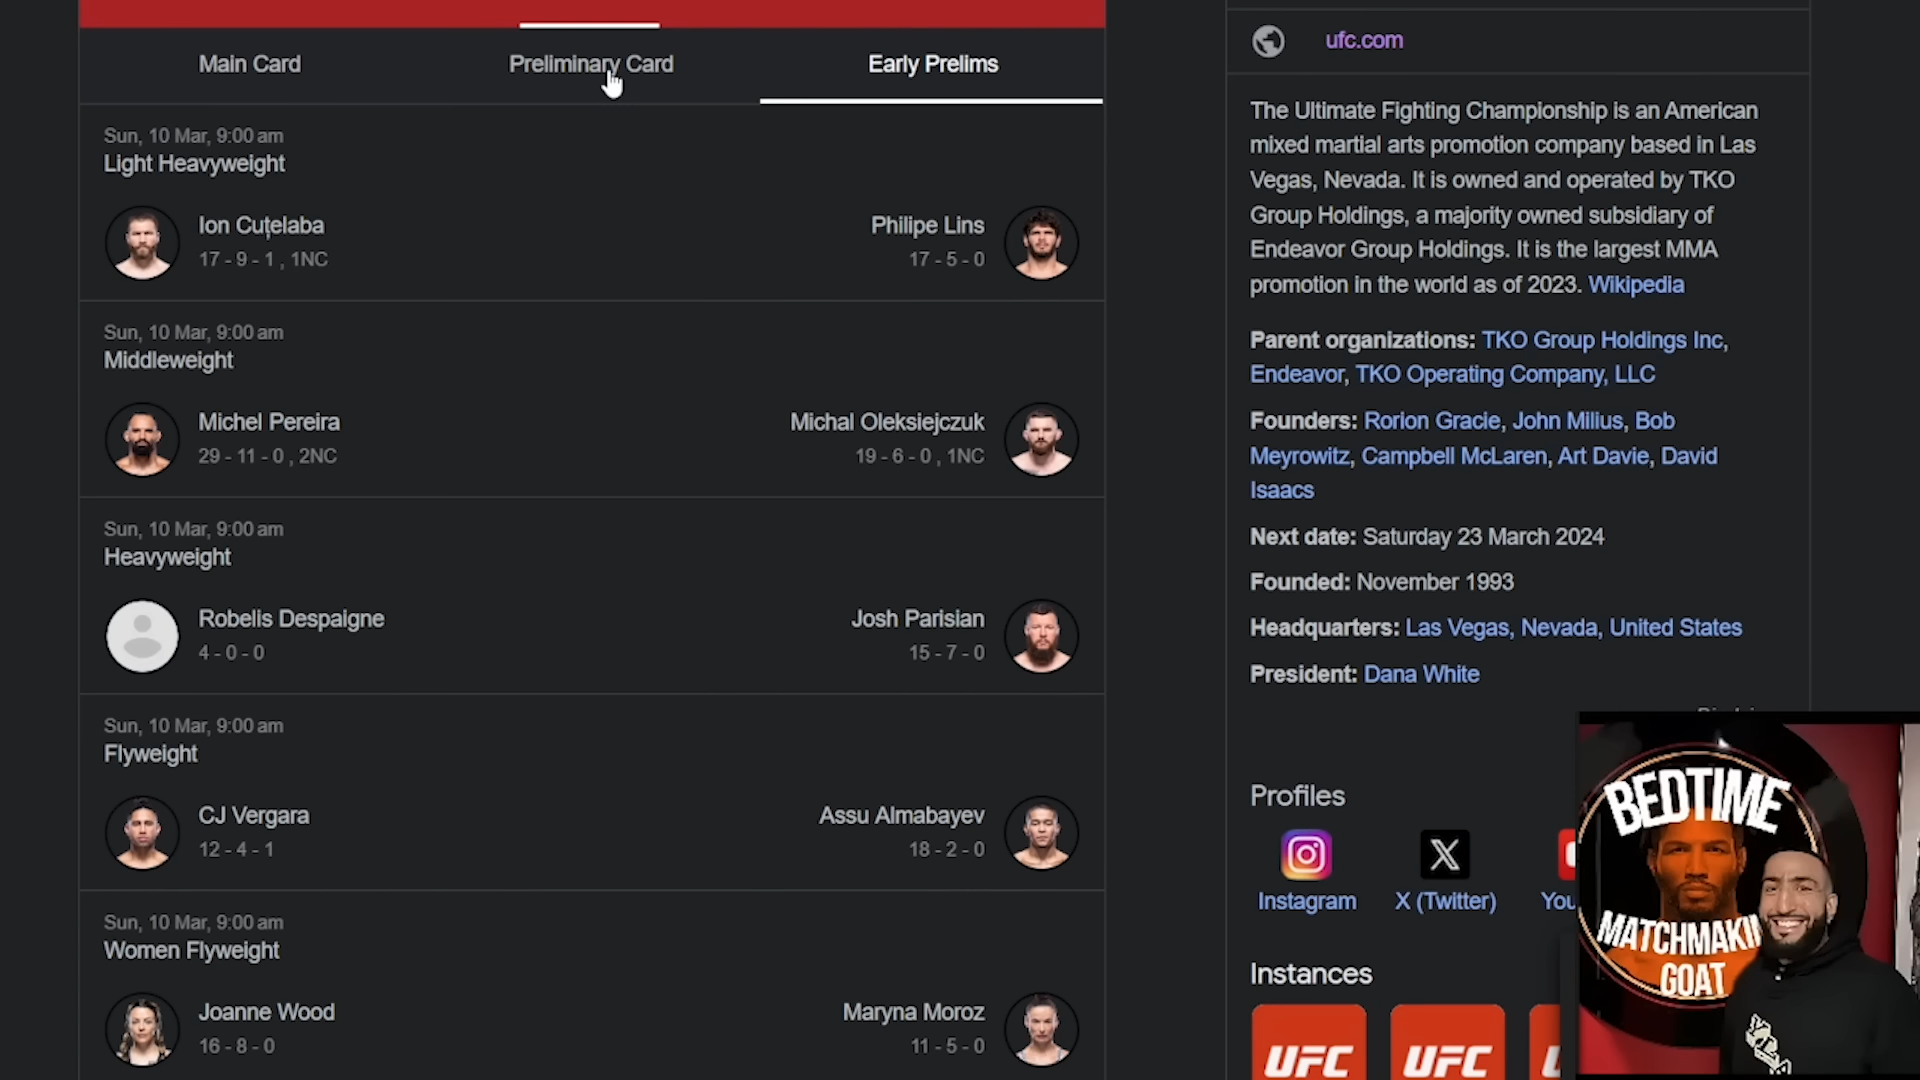 Main Card
Preliminary Card
Early Prelims
Sun, 10 Mar, 9:00 am
Light Heavyweight
Ion Cuțelaba
17 - 9 - 1 , 1NC
Philipe Lins
17 - 5 - 0
Sun, 10 Mar, 9:00 am
Middleweight
Michel Pereira
29 - 11 - 0 , 2NC
Michal Oleksiejczuk
19 - 6 - 0 , 1NC
Sun, 10 Mar, 9:00 am
Heavyweight
Robelis Despaigne
4 - 0 - 0
Josh Parisian
15 - 7 - 0
Sun, 10 Mar, 9:00 am
Flyweight
CJ Vergara
12 - 4 - 1
Assu Almabayev
18 - 2 - 0
Sun, 10 Mar, 9:00 am
Women Flyweight
Joanne Wood
16 - 8 - 0
Maryna Moroz
11 - 5 - 0
ufc.com
The Ultimate Fighting Championship is an American
mixed martial arts promotion company based in Las
Vegas, Nevada. It is owned and operated by TKO
Group Holdings, a majority owned subsidiary of
Endeavor Group Holdings. It is the largest MMA
promotion in the world as of 2023. Wikipedia
Parent organizations: TKO Group Holdings Inc,
Endeavor, TKO Operating Company, LLC
Founders: Rorion Gracie, John Milius, Bob
Meyrowitz, Campbell McLaren, Art Davie, David
Isaacs
Next date: Saturday 23 March 2024
Founded: November 1993
Headquarters: Las Vegas, Nevada, United States
President: Dana White
Profiles
Instagram
X (Twitter)
You
Instances
UFC
UFC
BEDTIME
MATCHMAKI
GOAT